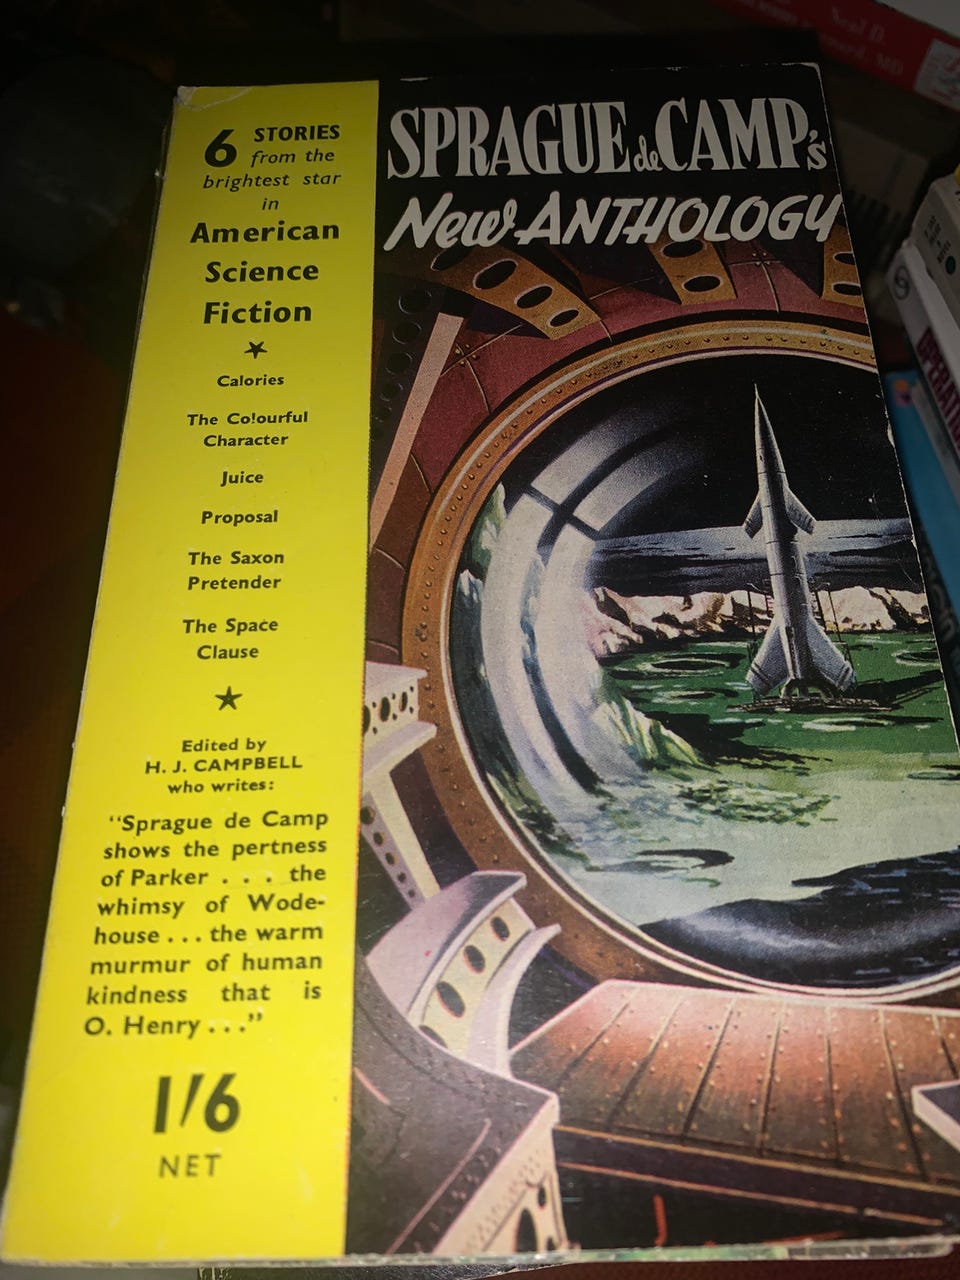 6 STORIES
from the
brightest star
in
American
Science
Fiction
Calories
The Colourful
Character
Juice
Proposal
The Saxon
Pretender
The Space
Clause
Edited by
H. J. CAMPBELL
who writes:
"Sprague de Camp
shows the pertness
of Parker . . . the
whimsy of Wode-
house . . . the warm
murmur of human
kindness that is
O. Henry . . ."
1/6
NET
SPRAGUE de CAMP's
New ANTHOLOGY
Neal D
MD